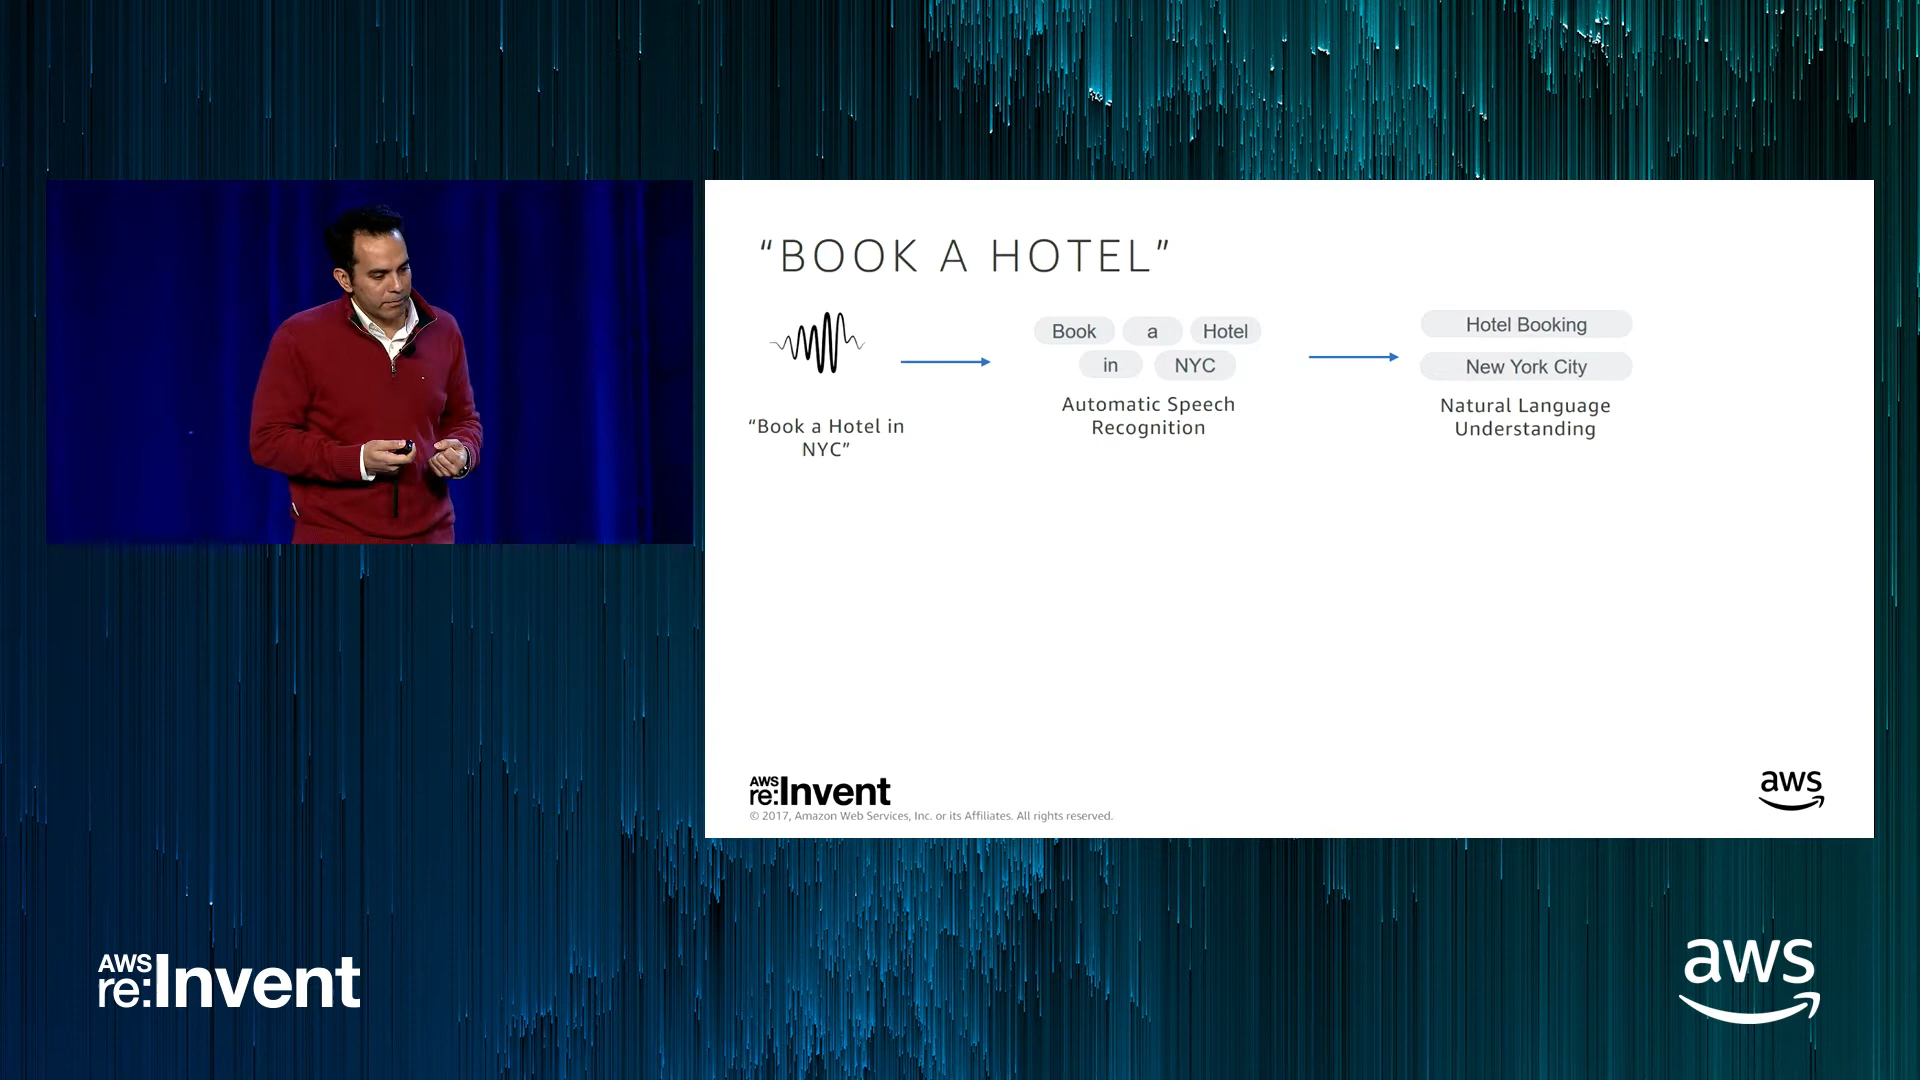 “BOOK A HOTEL”
“Book a Hotel in
NYC”
Book a Hotel
in NYC
Automatic Speech
Recognition
Hotel Booking
New York City
Natural Language
Understanding
AWS
re:Invent
© 2017, Amazon Web Services, Inc. or its Affiliates. All rights reserved.
aws
AWS
re:Invent
aws